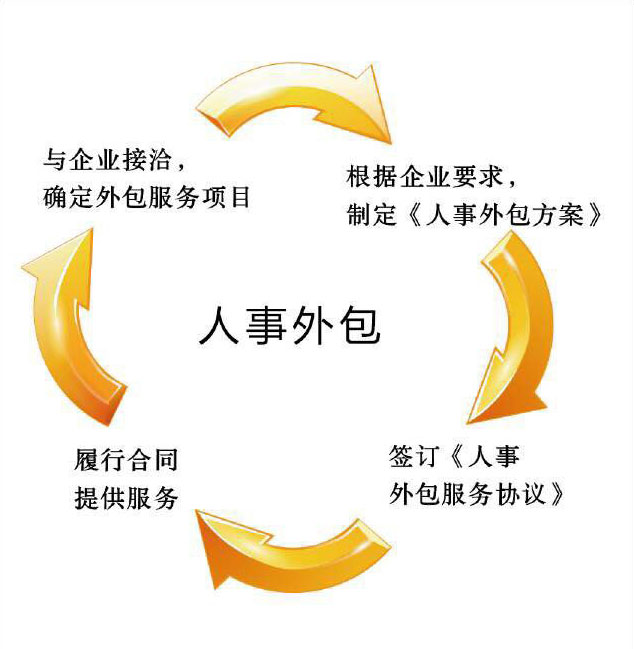 与企业接洽，
确定外包服务项目
根据企业要求，
制定《人事外包方案》
人事外包
履行合同
提供服务
签订《人事
外包服务协议》